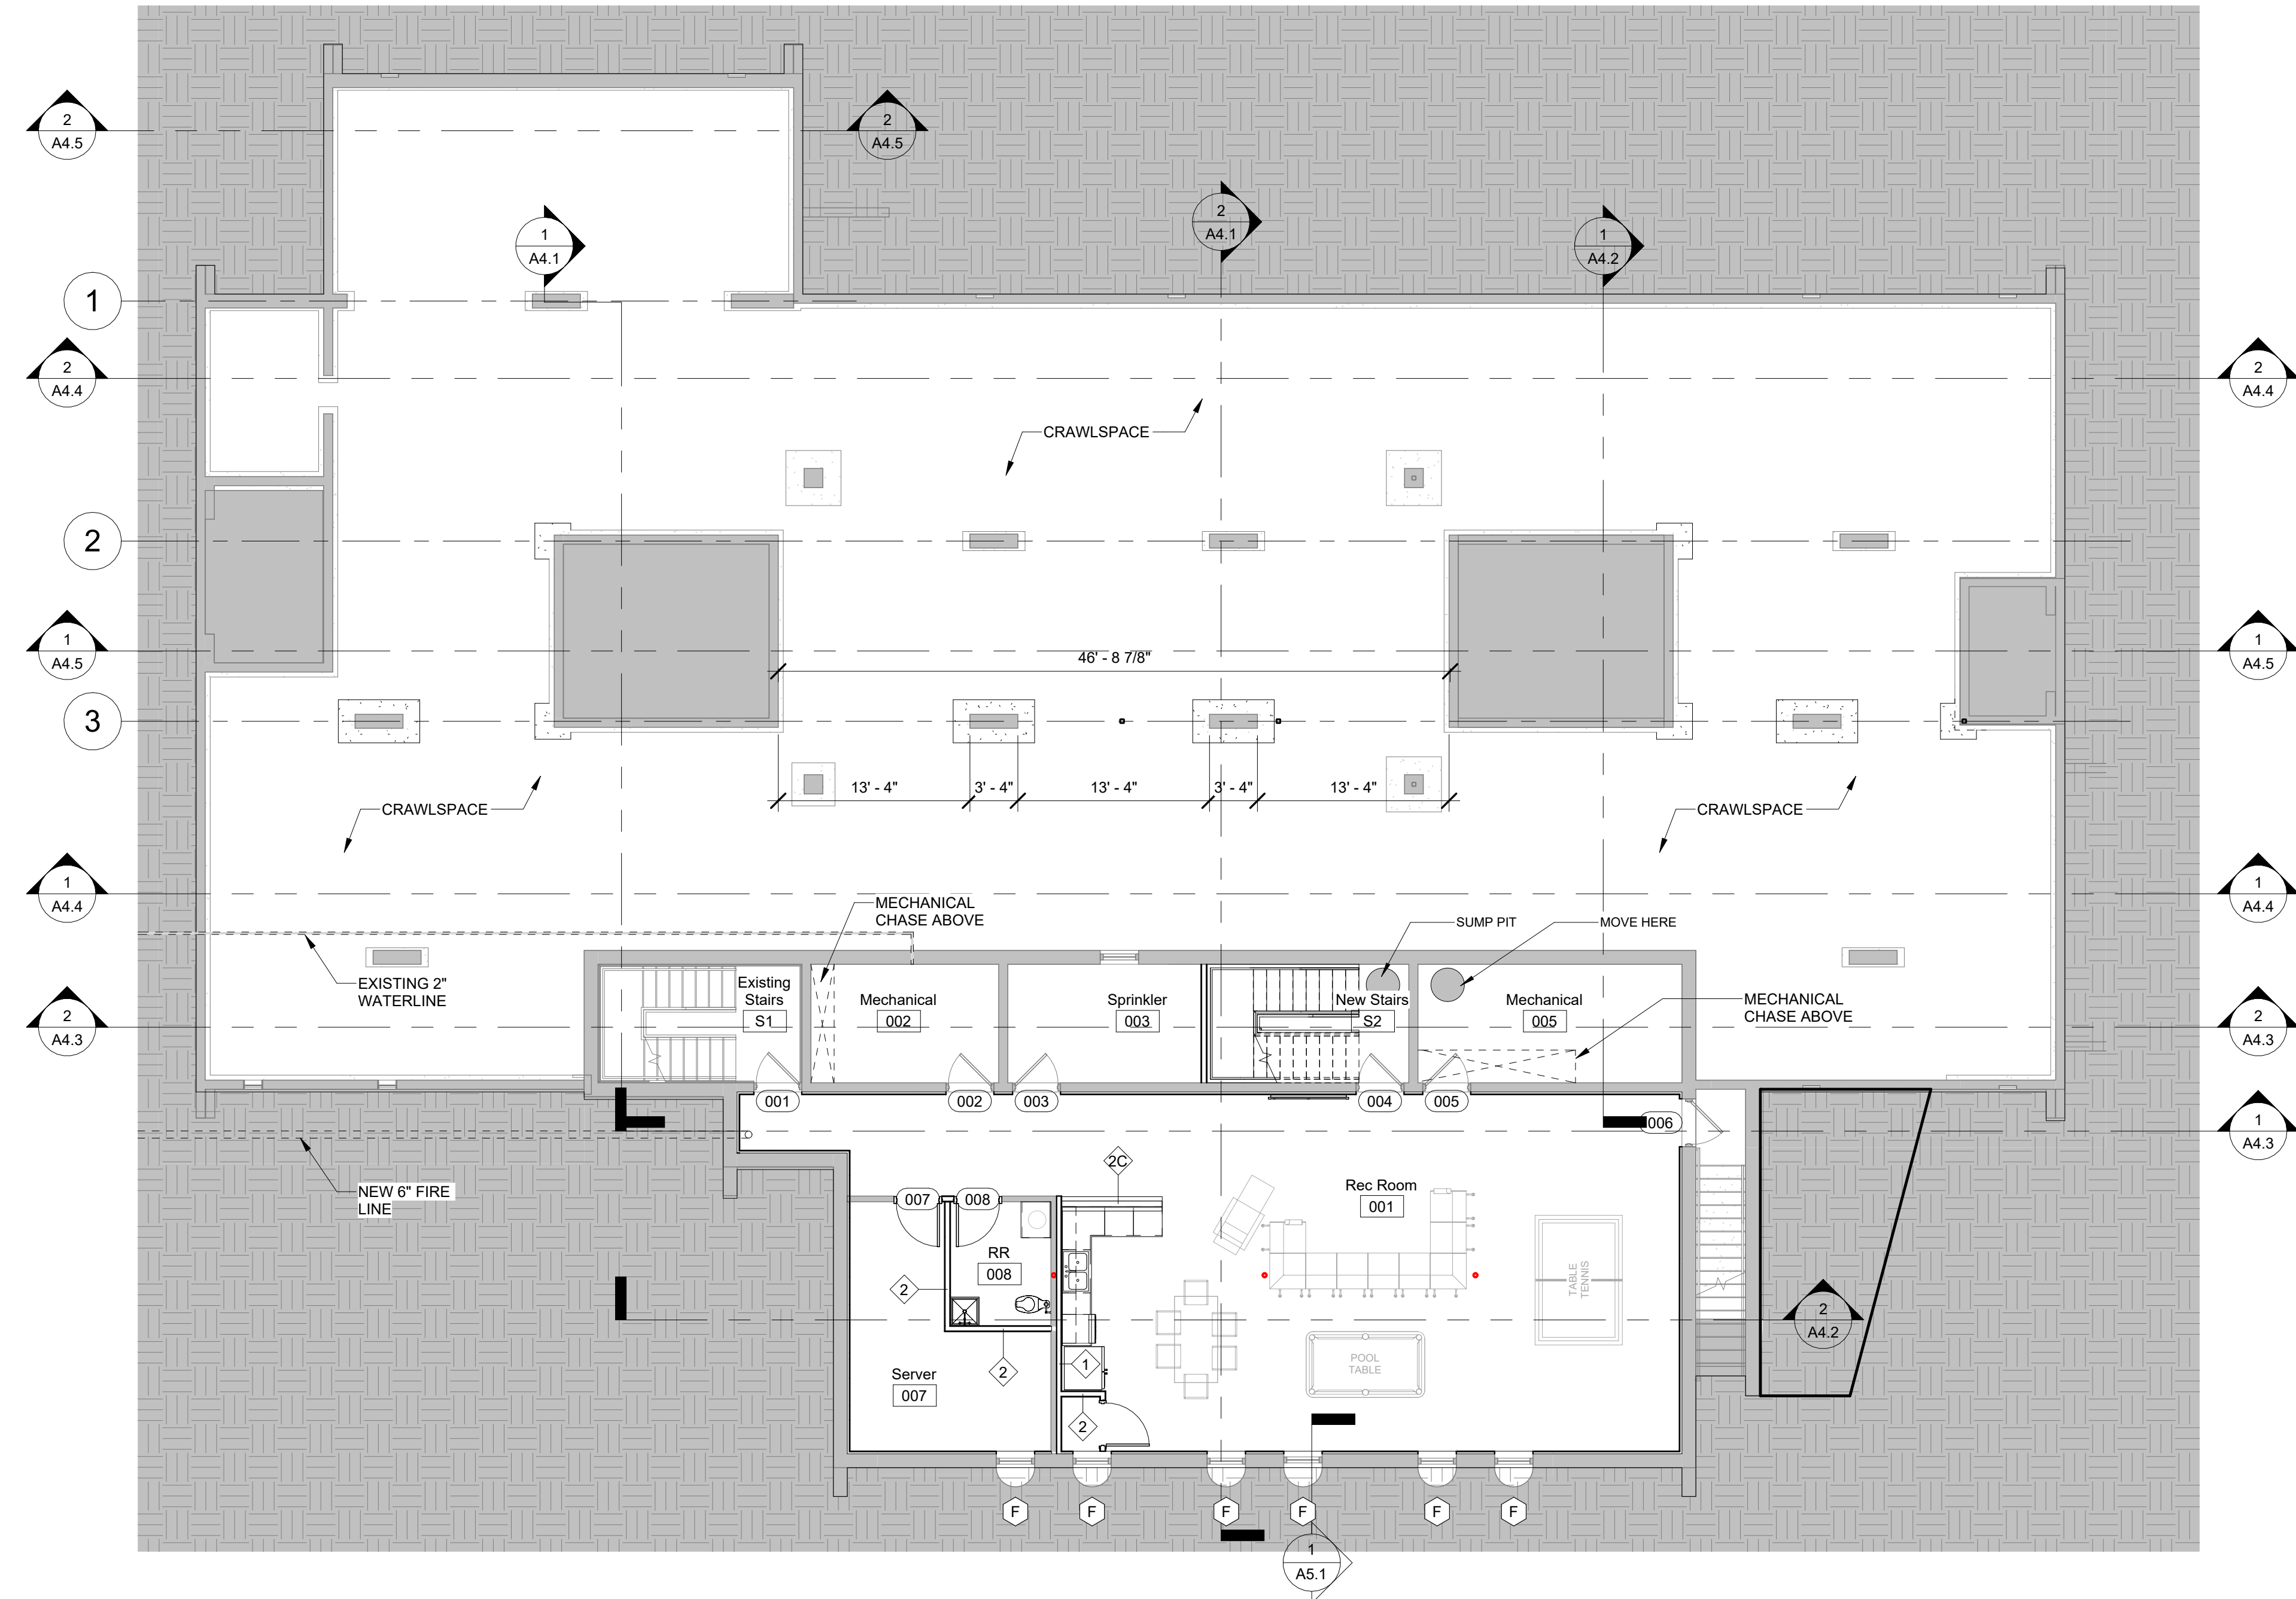 2
A4.5
2
A4.5
2
A4.1
1
A4.1
1
A4.2
1
2
A4.4
2
A4.4
CRAWLSPACE
2
1
A4.5
46' - 8 7/8"
1
A4.5
3
13' - 4"
3' - 4"
13' - 4"
3' - 4"
13' - 4"
CRAWLSPACE
CRAWLSPACE
1
A4.4
1
A4.4
MECHANICAL
CHASE ABOVE
SUMP PIT
MOVE HERE
EXISTING 2"
WATERLINE
Existing
Stairs
S1
Mechanical
002
Sprinkler
003
New Stairs
S2
Mechanical
005
MECHANICAL
CHASE ABOVE
2
A4.3
2
A4.3
001
002
003
004
005
006
1
A4.3
NEW 6" FIRE
LINE
2C
007
008
Rec Room
001
RR
008
2
TABLE
TENNIS
2
A4.2
POOL
TABLE
1
2
Server
007
2
F
F
F
F
F
F
1
A5.1